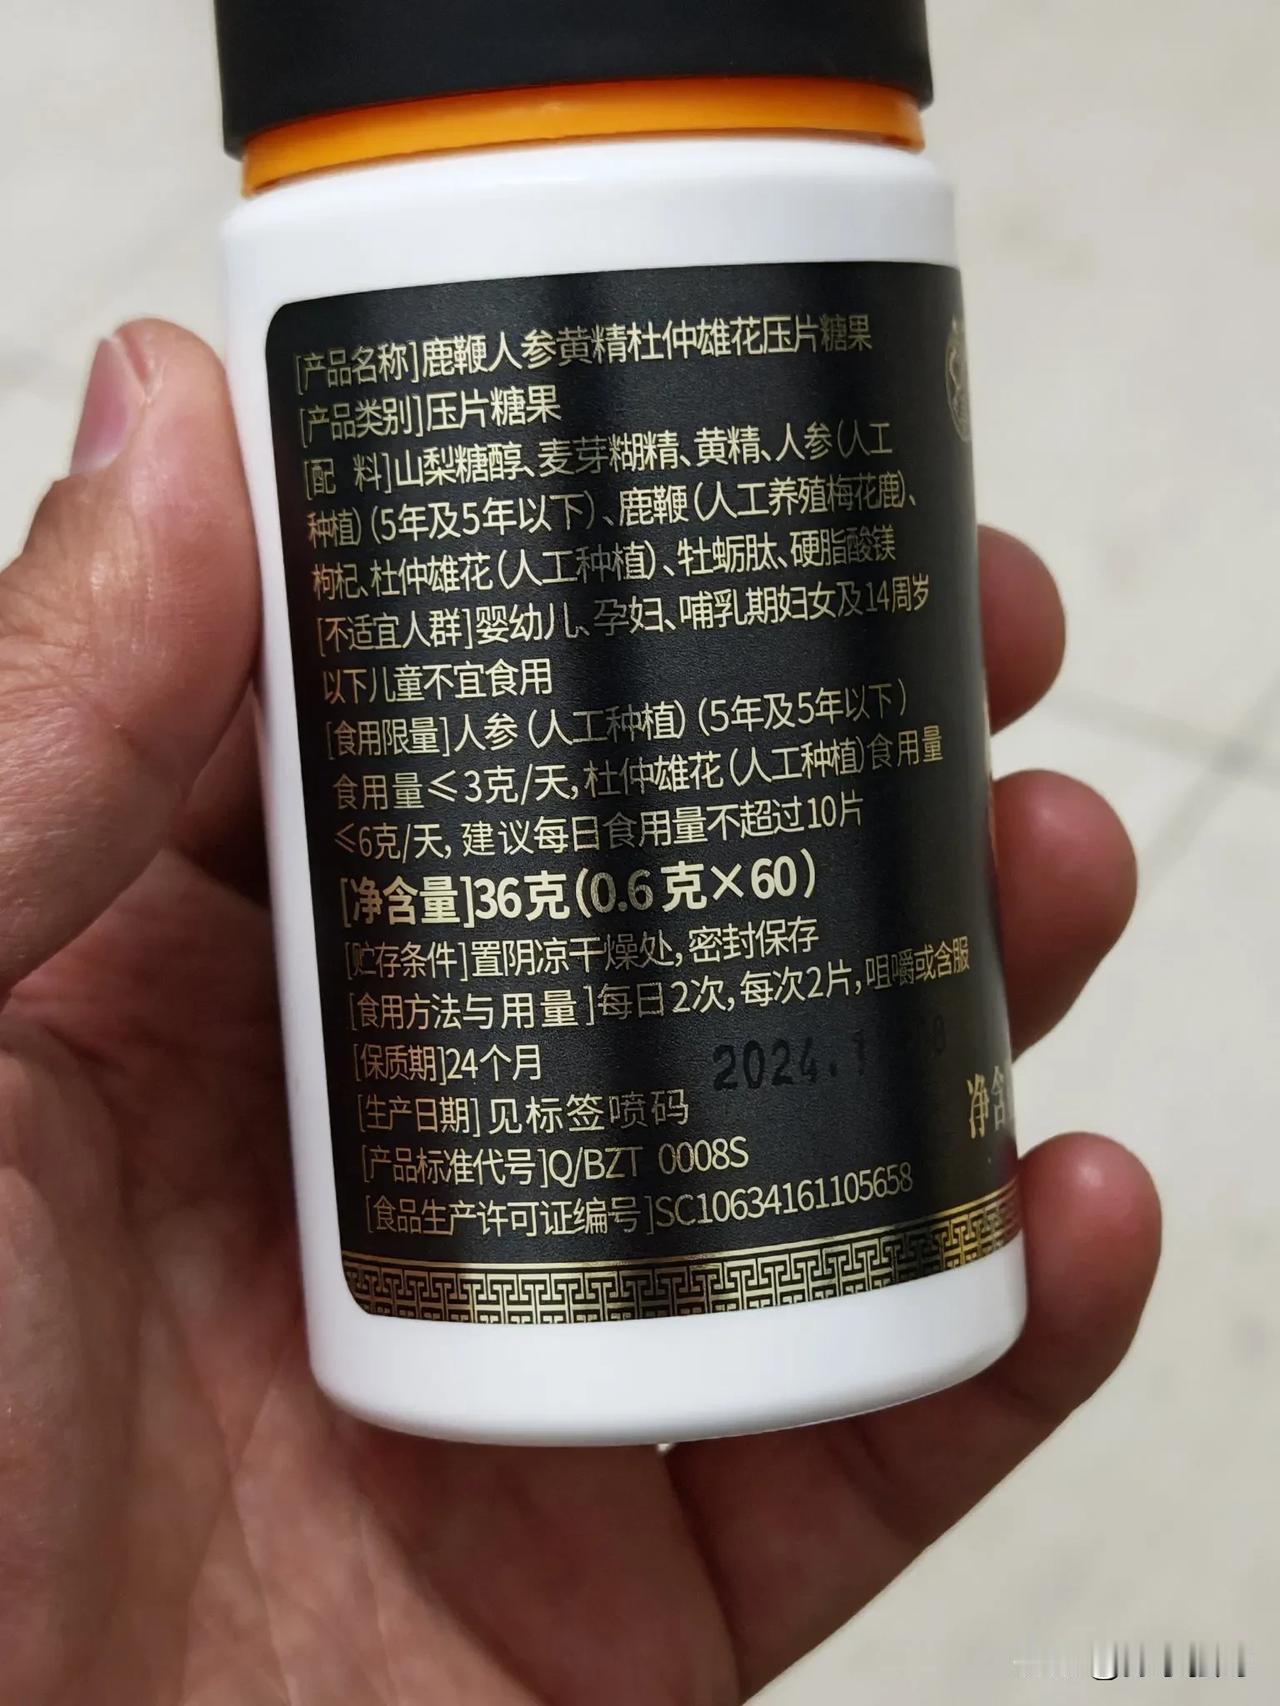 [产品名称]鹿鞭人参黄精杜仲雄花压片糖果
[产品类别]压片糖果
[配 料]山梨糖醇、麦芽糊精、黄精、人参(人工
种植)(5年及5年以下)、鹿鞭(人工养殖梅花鹿)、
枸杞、杜仲雄花(人工种植)、牡蛎肽、硬脂酸镁
[不适宜人群]婴幼儿、孕妇、哺乳期妇女及14周岁
以下儿童不宜食用
[食用限量]人参(人工种植)(5年及5年以下)
食用量≤3克/天,杜仲雄花(人工种植)食用量
≤6克/天,建议每日食用量不超过10片
[净含量]36克(0.6克×60)
[贮存条件]置阴凉干燥处,密封保存
[食用方法与用量]每日2次,每次2片,咀嚼或含服
[保质期]24个月
2024.1
[生产日期]见标签喷码
[产品标准代号]Q/BZT 0008S
[食品生产许可证编号]SC10634161105658
净含